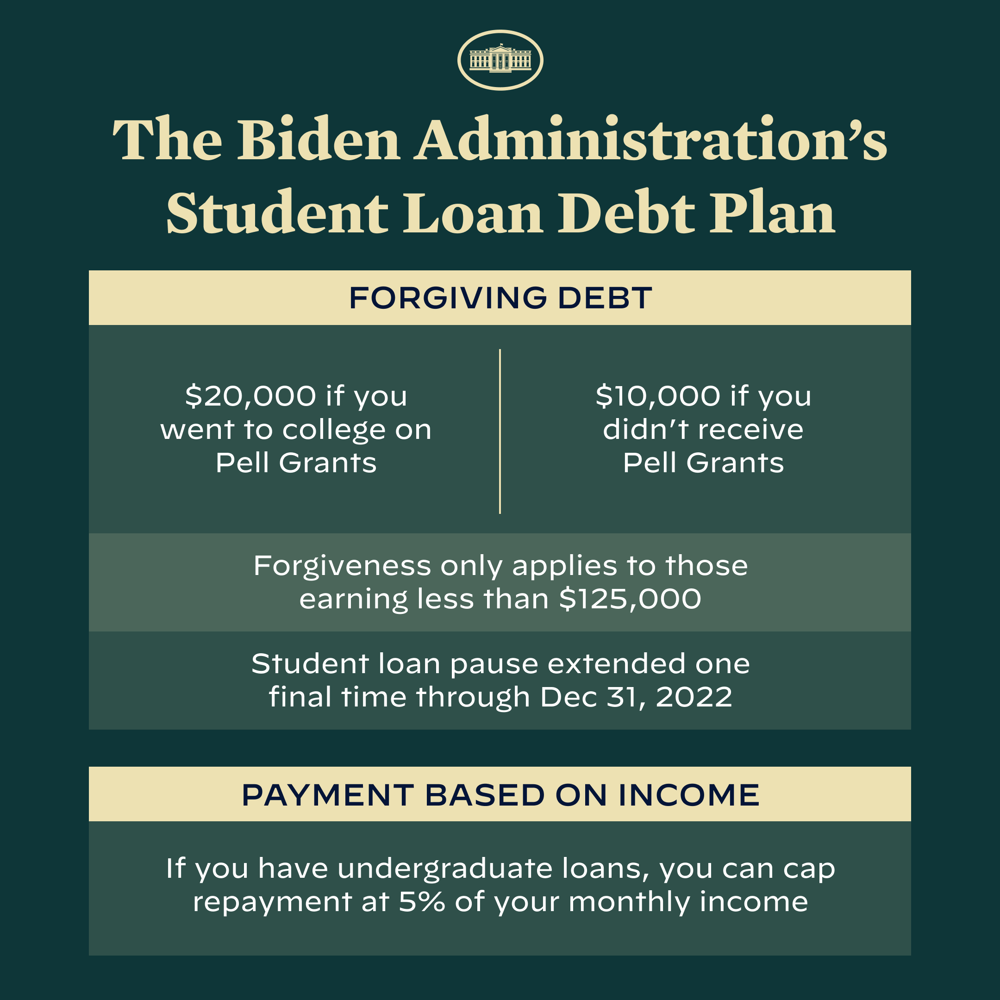 The Biden Administration’s
Student Loan Debt Plan
FORGIVING DEBT
$20,000 if you
went to college on
Pell Grants
$10,000 if you
didn’t receive
Pell Grants
Forgiveness only applies to those
earning less than $125,000
Student loan pause extended one
final time through Dec 31, 2022
PAYMENT BASED ON INCOME
If you have undergraduate loans, you can cap
repayment at 5% of your monthly income